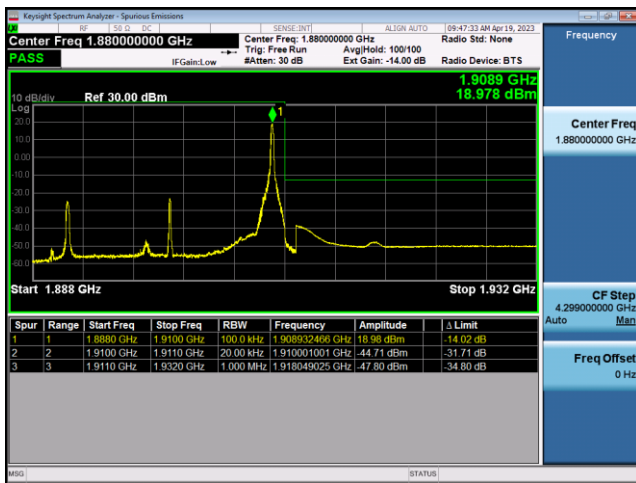 Keysight Spectrum Analyzer - Spurious Emissions
RF 50 Ω DC SENSE:INT ALIGN AUTO 09:47:33 AM Apr 19, 2023
Center Freq 1.880000000 GHz Center Freq: 1.880000000 GHz Radio Std: None
Trig: Free Run Avg|Hold: 100/100
PASS IFGain:Low #Atten: 30 dB Ext Gain: -14.00 dB Radio Device: BTS
Frequency
1.9089 GHz
10 dB/div Ref 30.00 dBm 18.978 dBm
Log
1
20.0
10.0
0.00
-10.0
-20.0
-30.0
-40.0
-50.0
-60.0
Start 1.888 GHz Stop 1.932 GHz
Center Freq
1.880000000 GHz
CF Step
4.299000000 GHz
Auto Man
Freq Offset
0 Hz
Spur Range Start Freq Stop Freq RBW Frequency Amplitude Δ Limit
1 1 1.8880 GHz 1.9100 GHz 100.0 kHz 1.908932466 GHz 18.98 dBm -14.02 dB
2 2 1.9100 GHz 1.9110 GHz 20.00 kHz 1.910001001 GHz -44.71 dBm -31.71 dB
3 3 1.9110 GHz 1.9320 GHz 1.000 MHz 1.918049025 GHz -47.80 dBm -34.80 dB
MSG STATUS